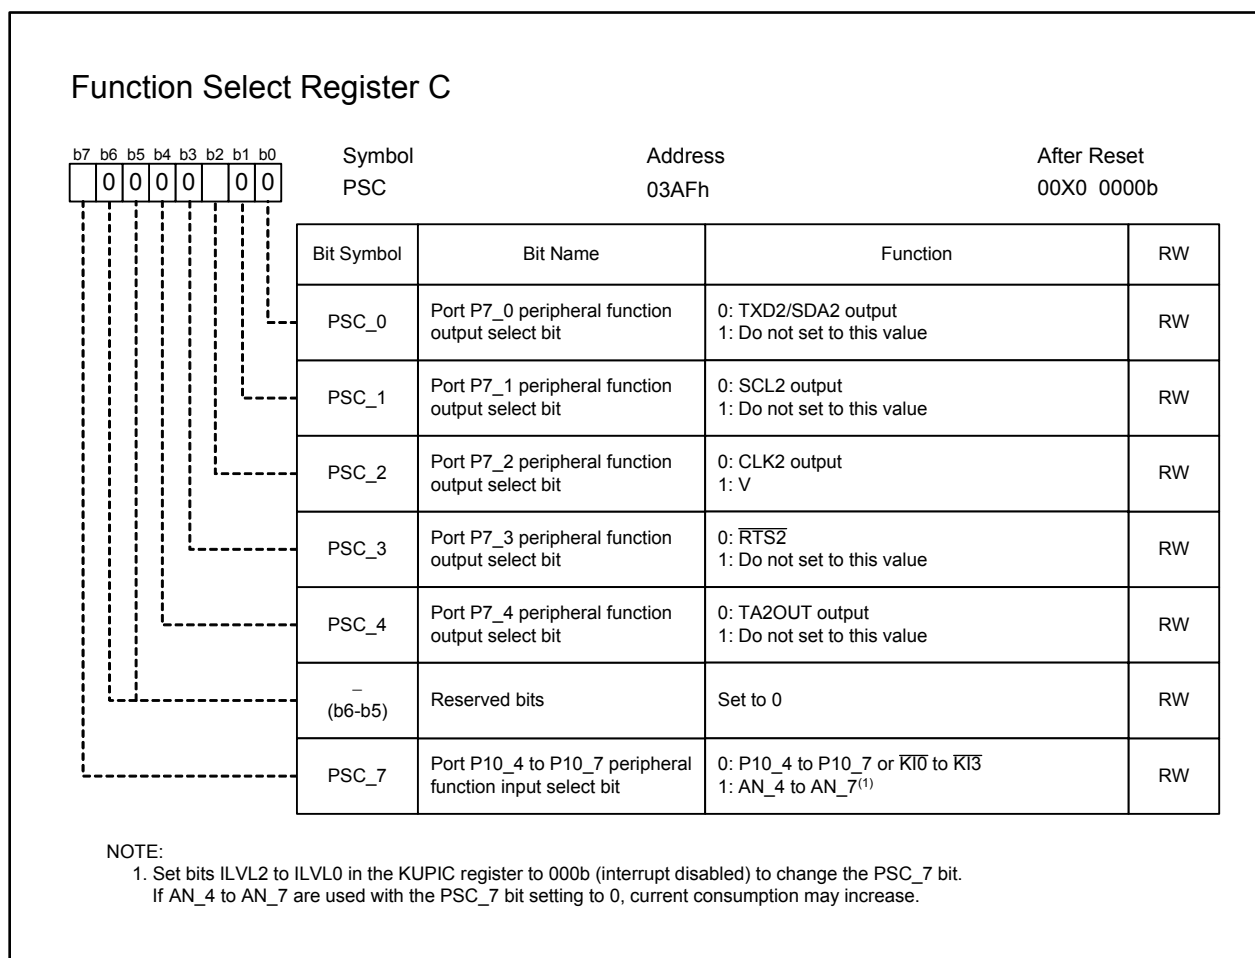 Function Select Register C
b7 b6 b5 b4 b3 b2 b1 b0
0 0 0 0 0 0
Symbol Address After Reset
PSC 03AFh 00X0 0000b
Bit Symbol Bit Name Function RW
PSC_0 Port P7_0 peripheral function output select bit 0: TXD2/SDA2 output 1: Do not set to this value RW
PSC_1 Port P7_1 peripheral function output select bit 0: SCL2 output 1: Do not set to this value RW
PSC_2 Port P7_2 peripheral function output select bit 0: CLK2 output 1: V RW
PSC_3 Port P7_3 peripheral function output select bit 0: R̅T̅S̅2̅ 1: Do not set to this value RW
PSC_4 Port P7_4 peripheral function output select bit 0: TA2OUT output 1: Do not set to this value RW
– (b6-b5) Reserved bits Set to 0 RW
PSC_7 Port P10_4 to P10_7 peripheral function input select bit 0: P10_4 to P10_7 or K̅I̅0̅ to K̅I̅3̅ 1: AN_4 to AN_7(1) RW
NOTE:
1. Set bits ILVL2 to ILVL0 in the KUPIC register to 000b (interrupt disabled) to change the PSC_7 bit.
If AN_4 to AN_7 are used with the PSC_7 bit setting to 0, current consumption may increase.